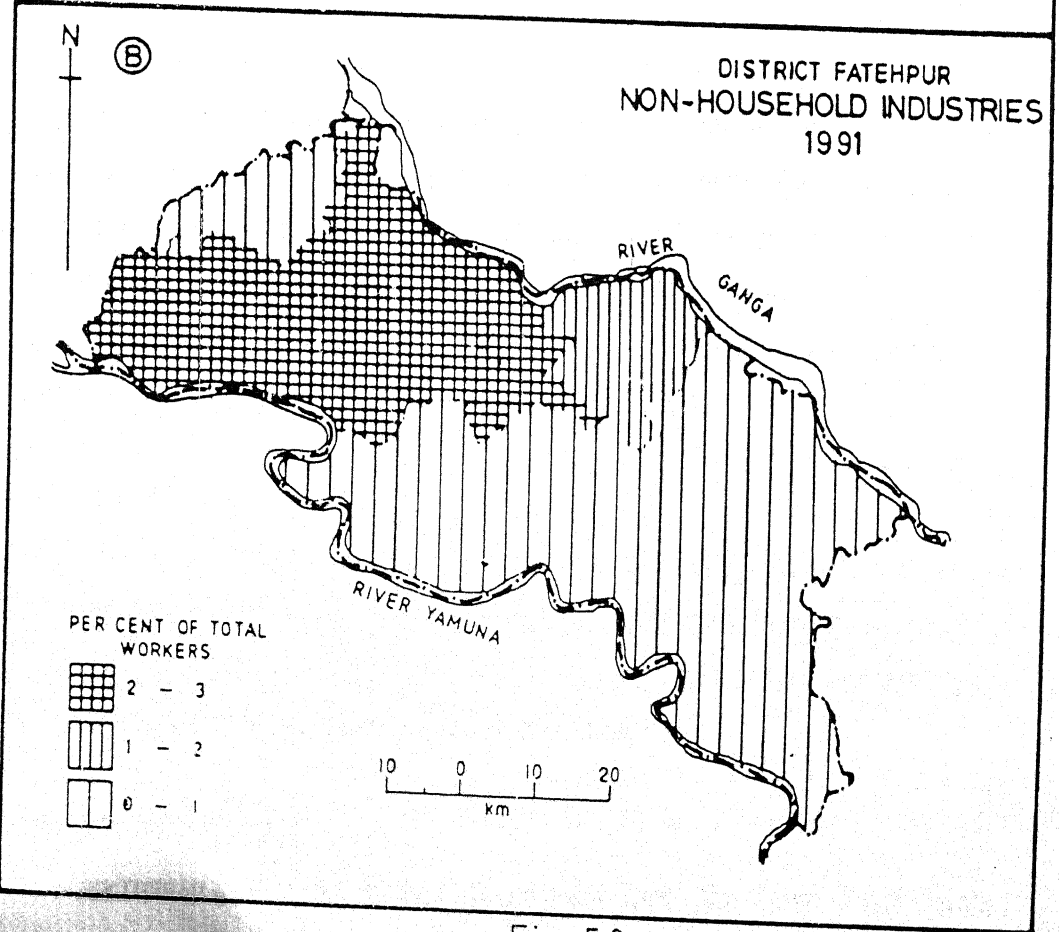 N
B
DISTRICT FATEHPUR
NON-HOUSEHOLD INDUSTRIES
1991
RIVER
GANGA
RIVER YAMUNA
PER CENT OF TOTAL
WORKERS
2 - 3
1 - 2
0 - 1
10 0 10 20
km